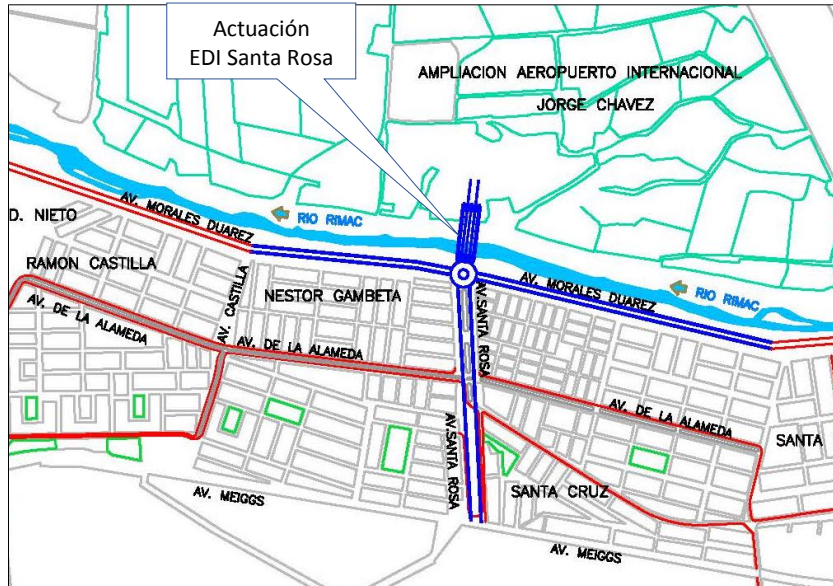 Actuación
EDI Santa Rosa
AMPLIACION AEROPUERTO INTERNACIONAL
JORGE CHAVEZ
D. NIETO
AV. MORALES DUAREZ
RIO RIMAC
RAMON CASTILLA
AV. CASTILLA
NESTOR GAMBETA
AV.SANTA ROSA
AV. MORALES DUAREZ
RIO RIMAC
AV. DE LA ALAMEDA
AV. DE LA ALAMEDA
AV. DE LA ALAMEDA
SANTA
AV.SANTA ROSA
SANTA CRUZ
AV. MEIGGS
AV. MEIGGS